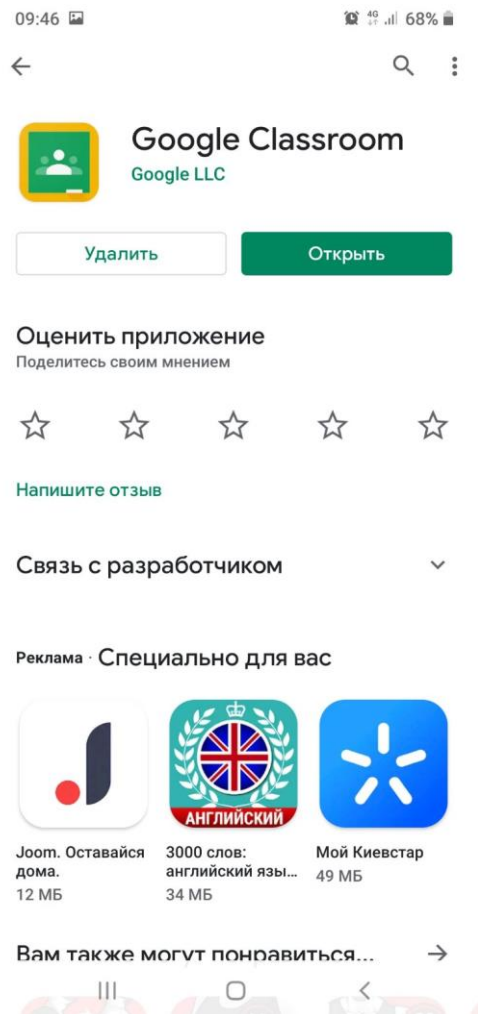 09:46 4G 68%
Google Classroom
Google LLC
Удалить Открыть
Оценить приложение
Поделитесь своим мнением
Напишите отзыв
Связь с разработчиком
Реклама · Специально для вас
АНГЛИЙСКИЙ
Joom. Оставайся 3000 слов: Мой Киевстар
дома. английский язы... 49 МБ
12 МБ 34 МБ
Вам также могут понравиться...